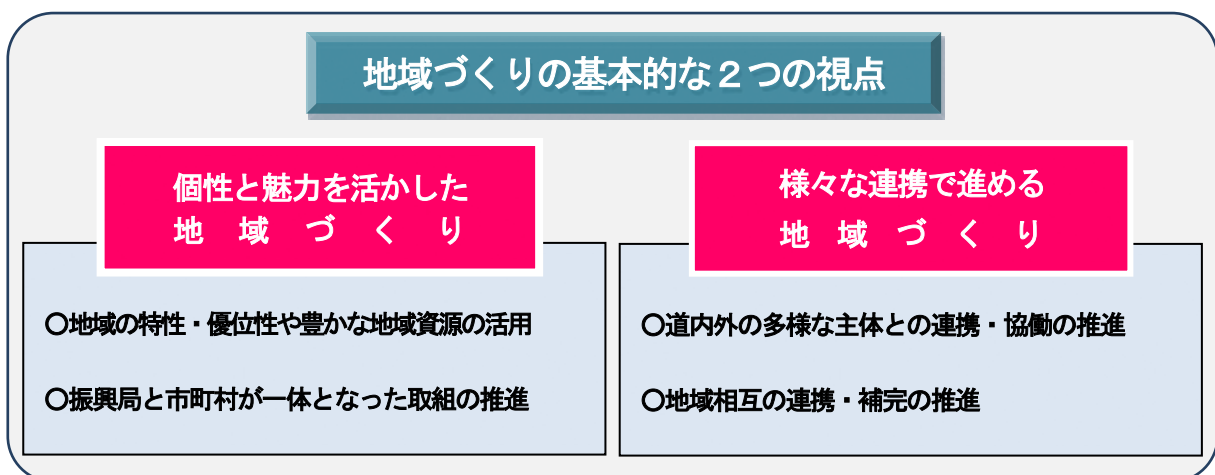 地域づくりの基本的な２つの視点
個性と魅力を活かした
地域づくり
〇地域の特性・優位性や豊かな地域資源の活用
〇振興局と市町村が一体となった取組の推進
様々な連携で進める
地域づくり
〇道内外の多様な主体との連携・協働の推進
〇地域相互の連携・補完の推進